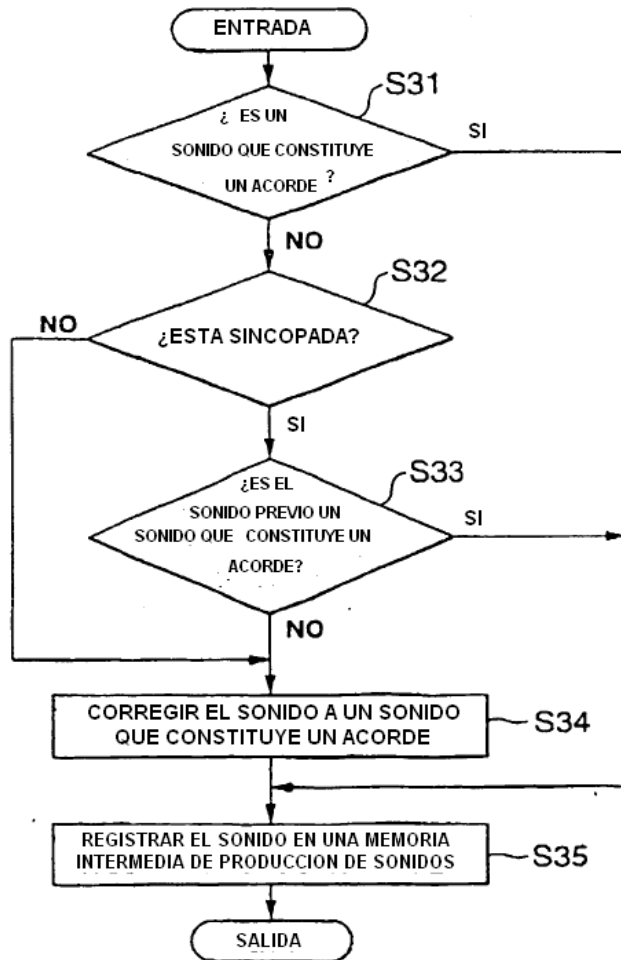 ENTRADA
S31
¿ ES UN
SONIDO QUE CONSTITUYE
UN ACORDE ?
SI
NO
S32
NO
¿ESTA SINCOPADA?
SI
S33
¿ES EL
SONIDO PREVIO UN
SONIDO QUE CONSTITUYE UN
ACORDE?
SI
NO
CORREGIR EL SONIDO A UN SONIDO
QUE CONSTITUYE UN ACORDE
S34
REGISTRAR EL SONIDO EN UNA MEMORIA
INTERMEDIA DE PRODUCCION DE SONIDOS
S35
SALIDA